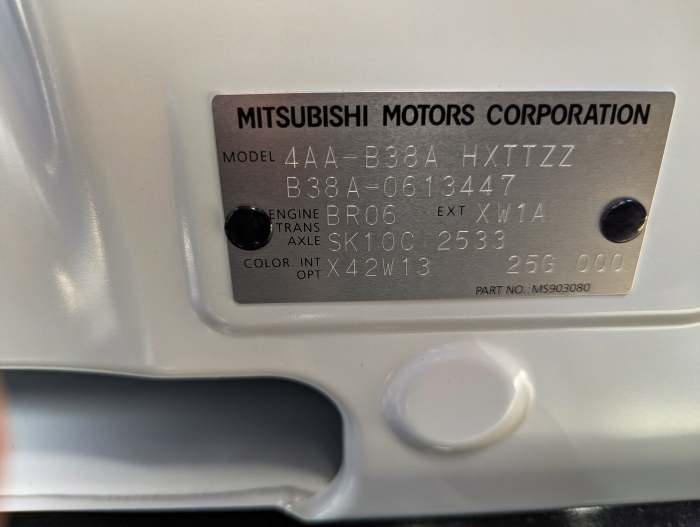 MITSUBISHI MOTORS CORPORATION
MODEL 4AA-B38A HXTTZZ
B38A-0613447
ENGINE BR06 EXT XW1A
TRANS
AXLE SK10C 2533
COLOR. INT X42W13 25G 000
OPT
PART NO.: MS903080